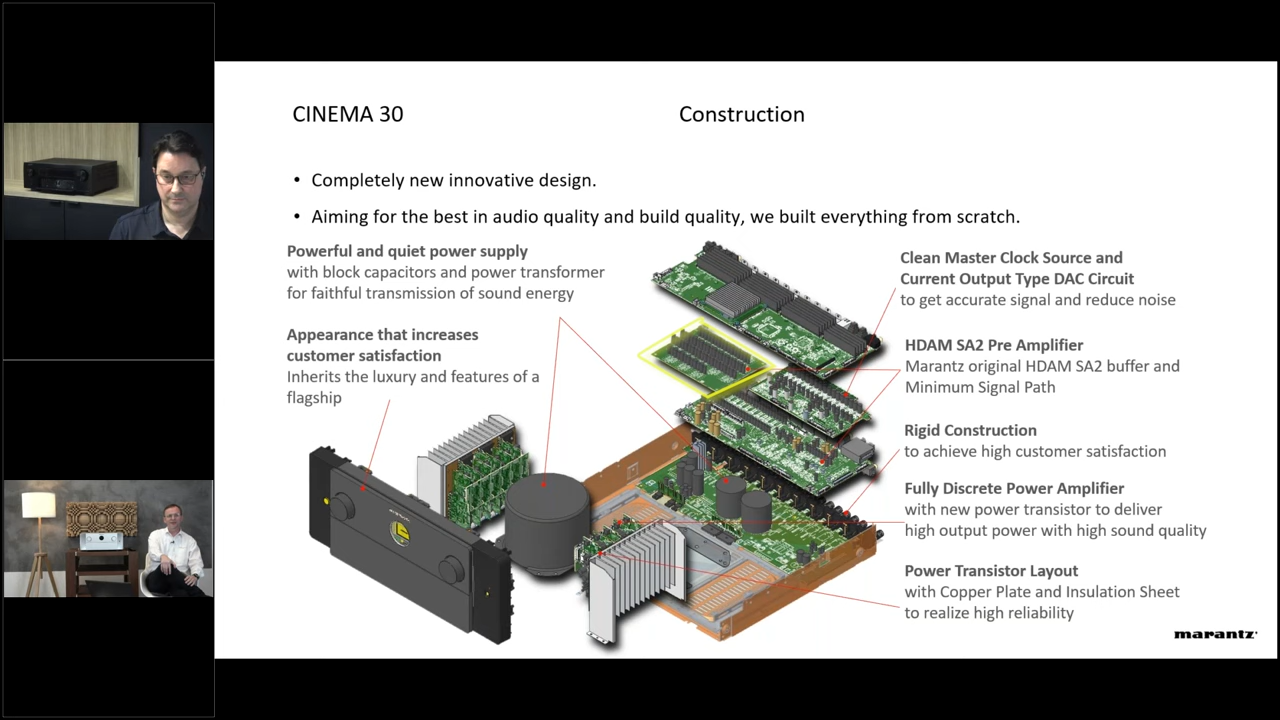 CINEMA 30
Construction
• Completely new innovative design.
• Aiming for the best in audio quality and build quality, we built everything from scratch.
Powerful and quiet power supply
with block capacitors and power transformer
for faithful transmission of sound energy
Appearance that increases
customer satisfaction
Inherits the luxury and features of a
flagship
Clean Master Clock Source and
Current Output Type DAC Circuit
to get accurate signal and reduce noise
HDAM SA2 Pre Amplifier
Marantz original HDAM SA2 buffer and
Minimum Signal Path
Rigid Construction
to achieve high customer satisfaction
Fully Discrete Power Amplifier
with new power transistor to deliver
high output power with high sound quality
Power Transistor Layout
with Copper Plate and Insulation Sheet
to realize high reliability
marantz